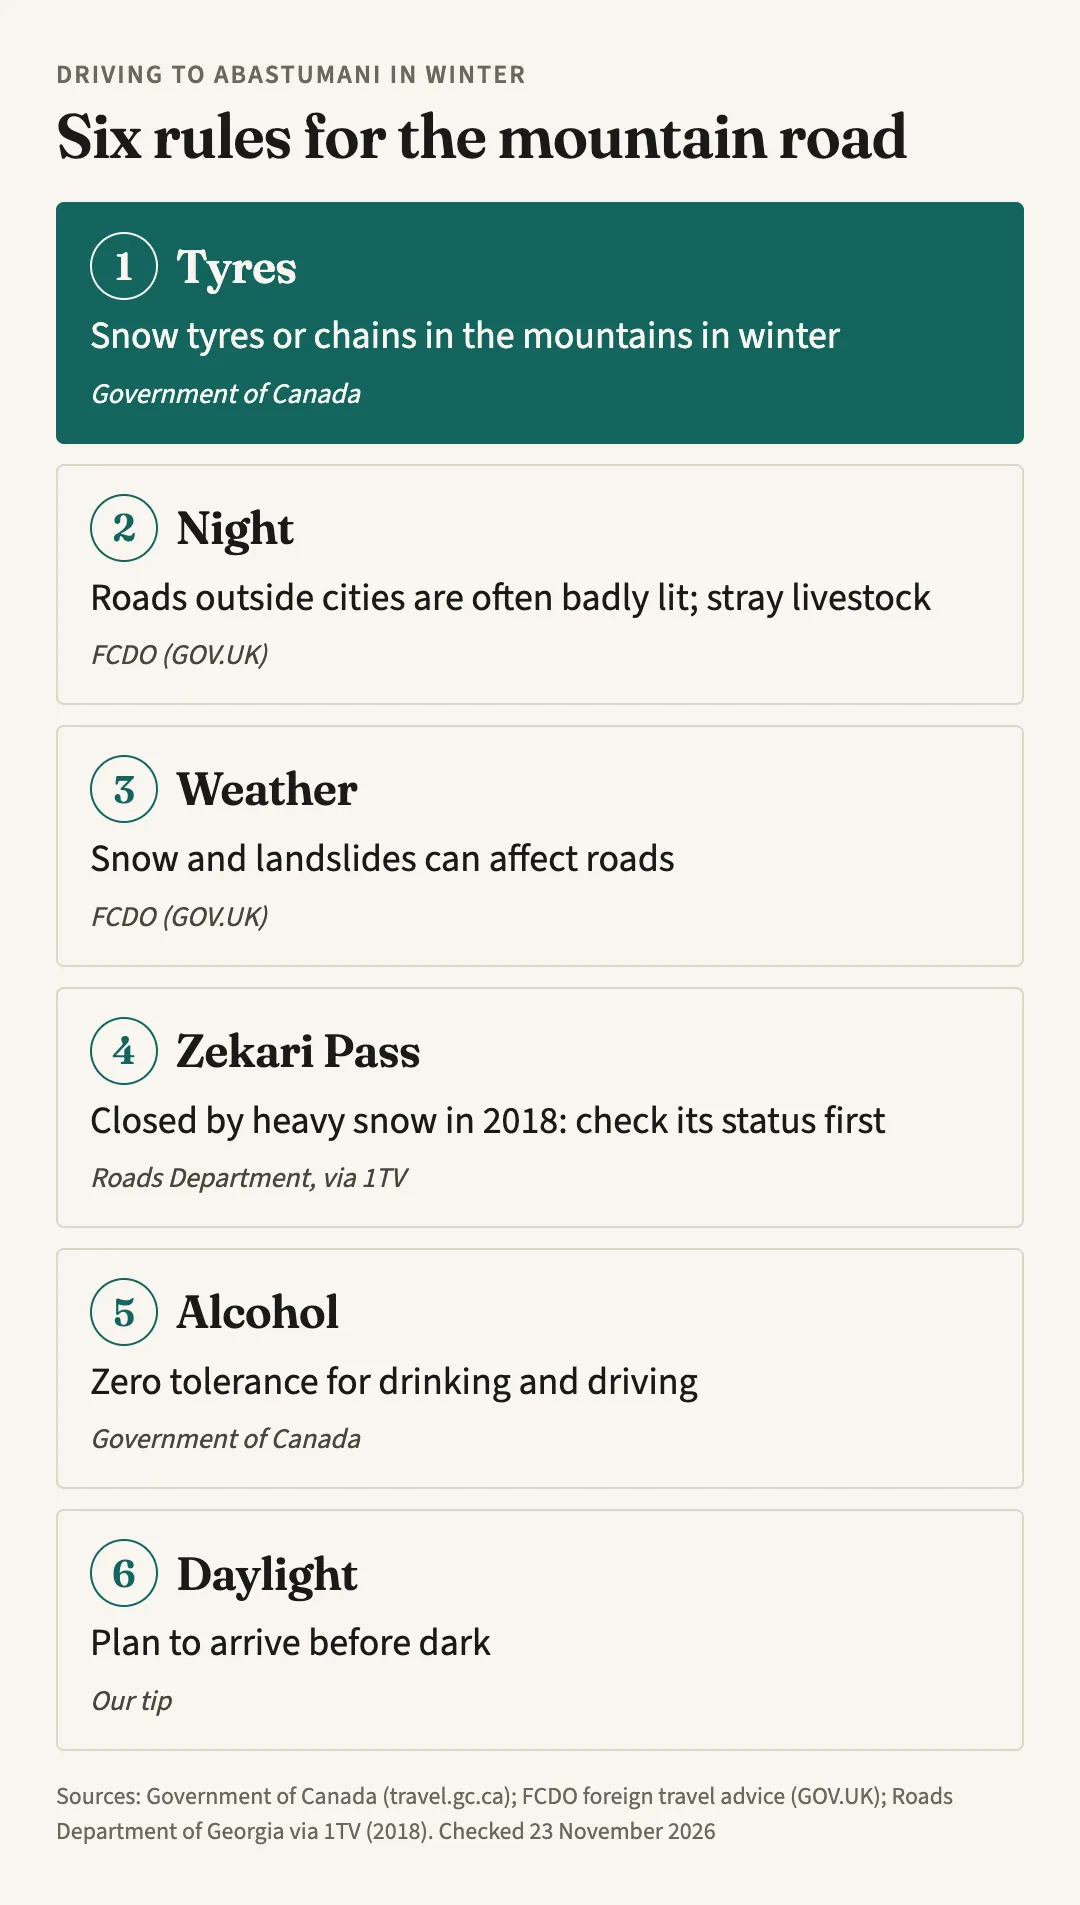 DRIVING TO ABASTUMANI IN WINTER
Six rules for the mountain road
1 Tyres
Snow tyres or chains in the mountains in winter
Government of Canada
2 Night
Roads outside cities are often badly lit; stray livestock
FCDO (GOV.UK)
3 Weather
Snow and landslides can affect roads
FCDO (GOV.UK)
4 Zekari Pass
Closed by heavy snow in 2018: check its status first
Roads Department, via 1TV
5 Alcohol
Zero tolerance for drinking and driving
Government of Canada
6 Daylight
Plan to arrive before dark
Our tip
Sources: Government of Canada (travel.gc.ca); FCDO foreign travel advice (GOV.UK); Roads
Department of Georgia via 1TV (2018). Checked 23 November 2026